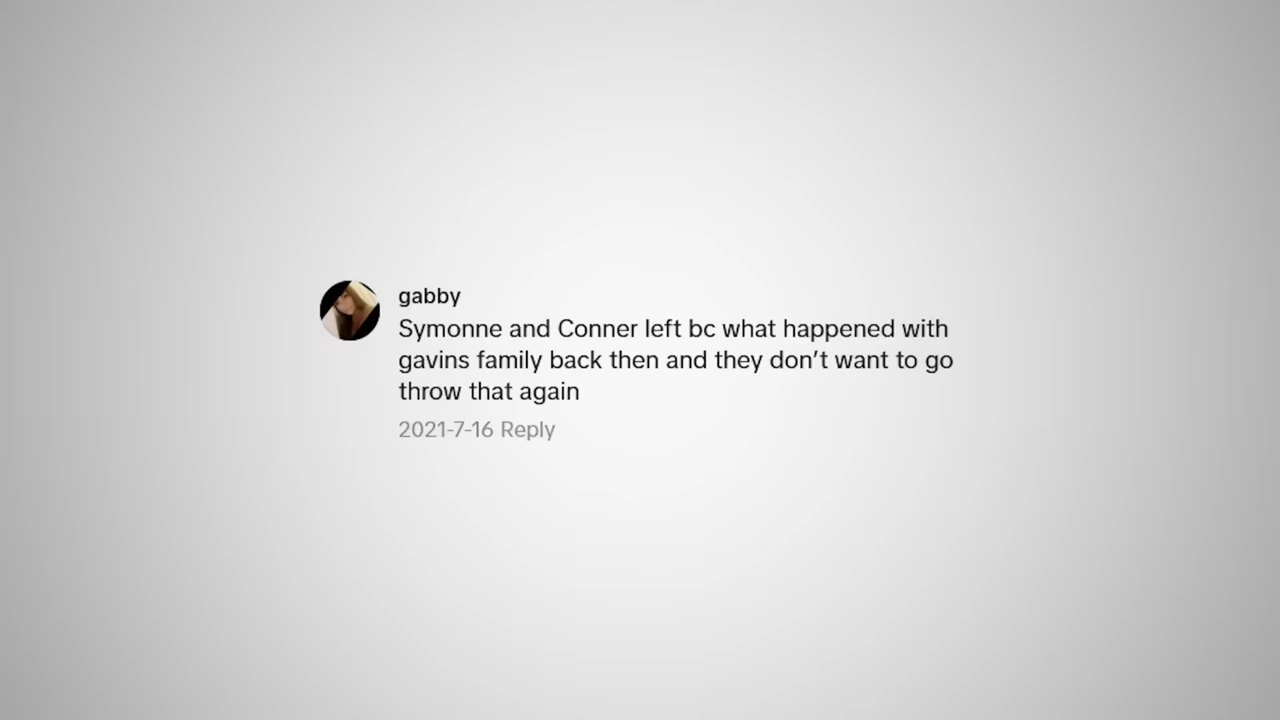 gabby
Symonne and Conner left bc what happened with
gavins family back then and they don’t want to go
throw that again
2021-7-16 Reply